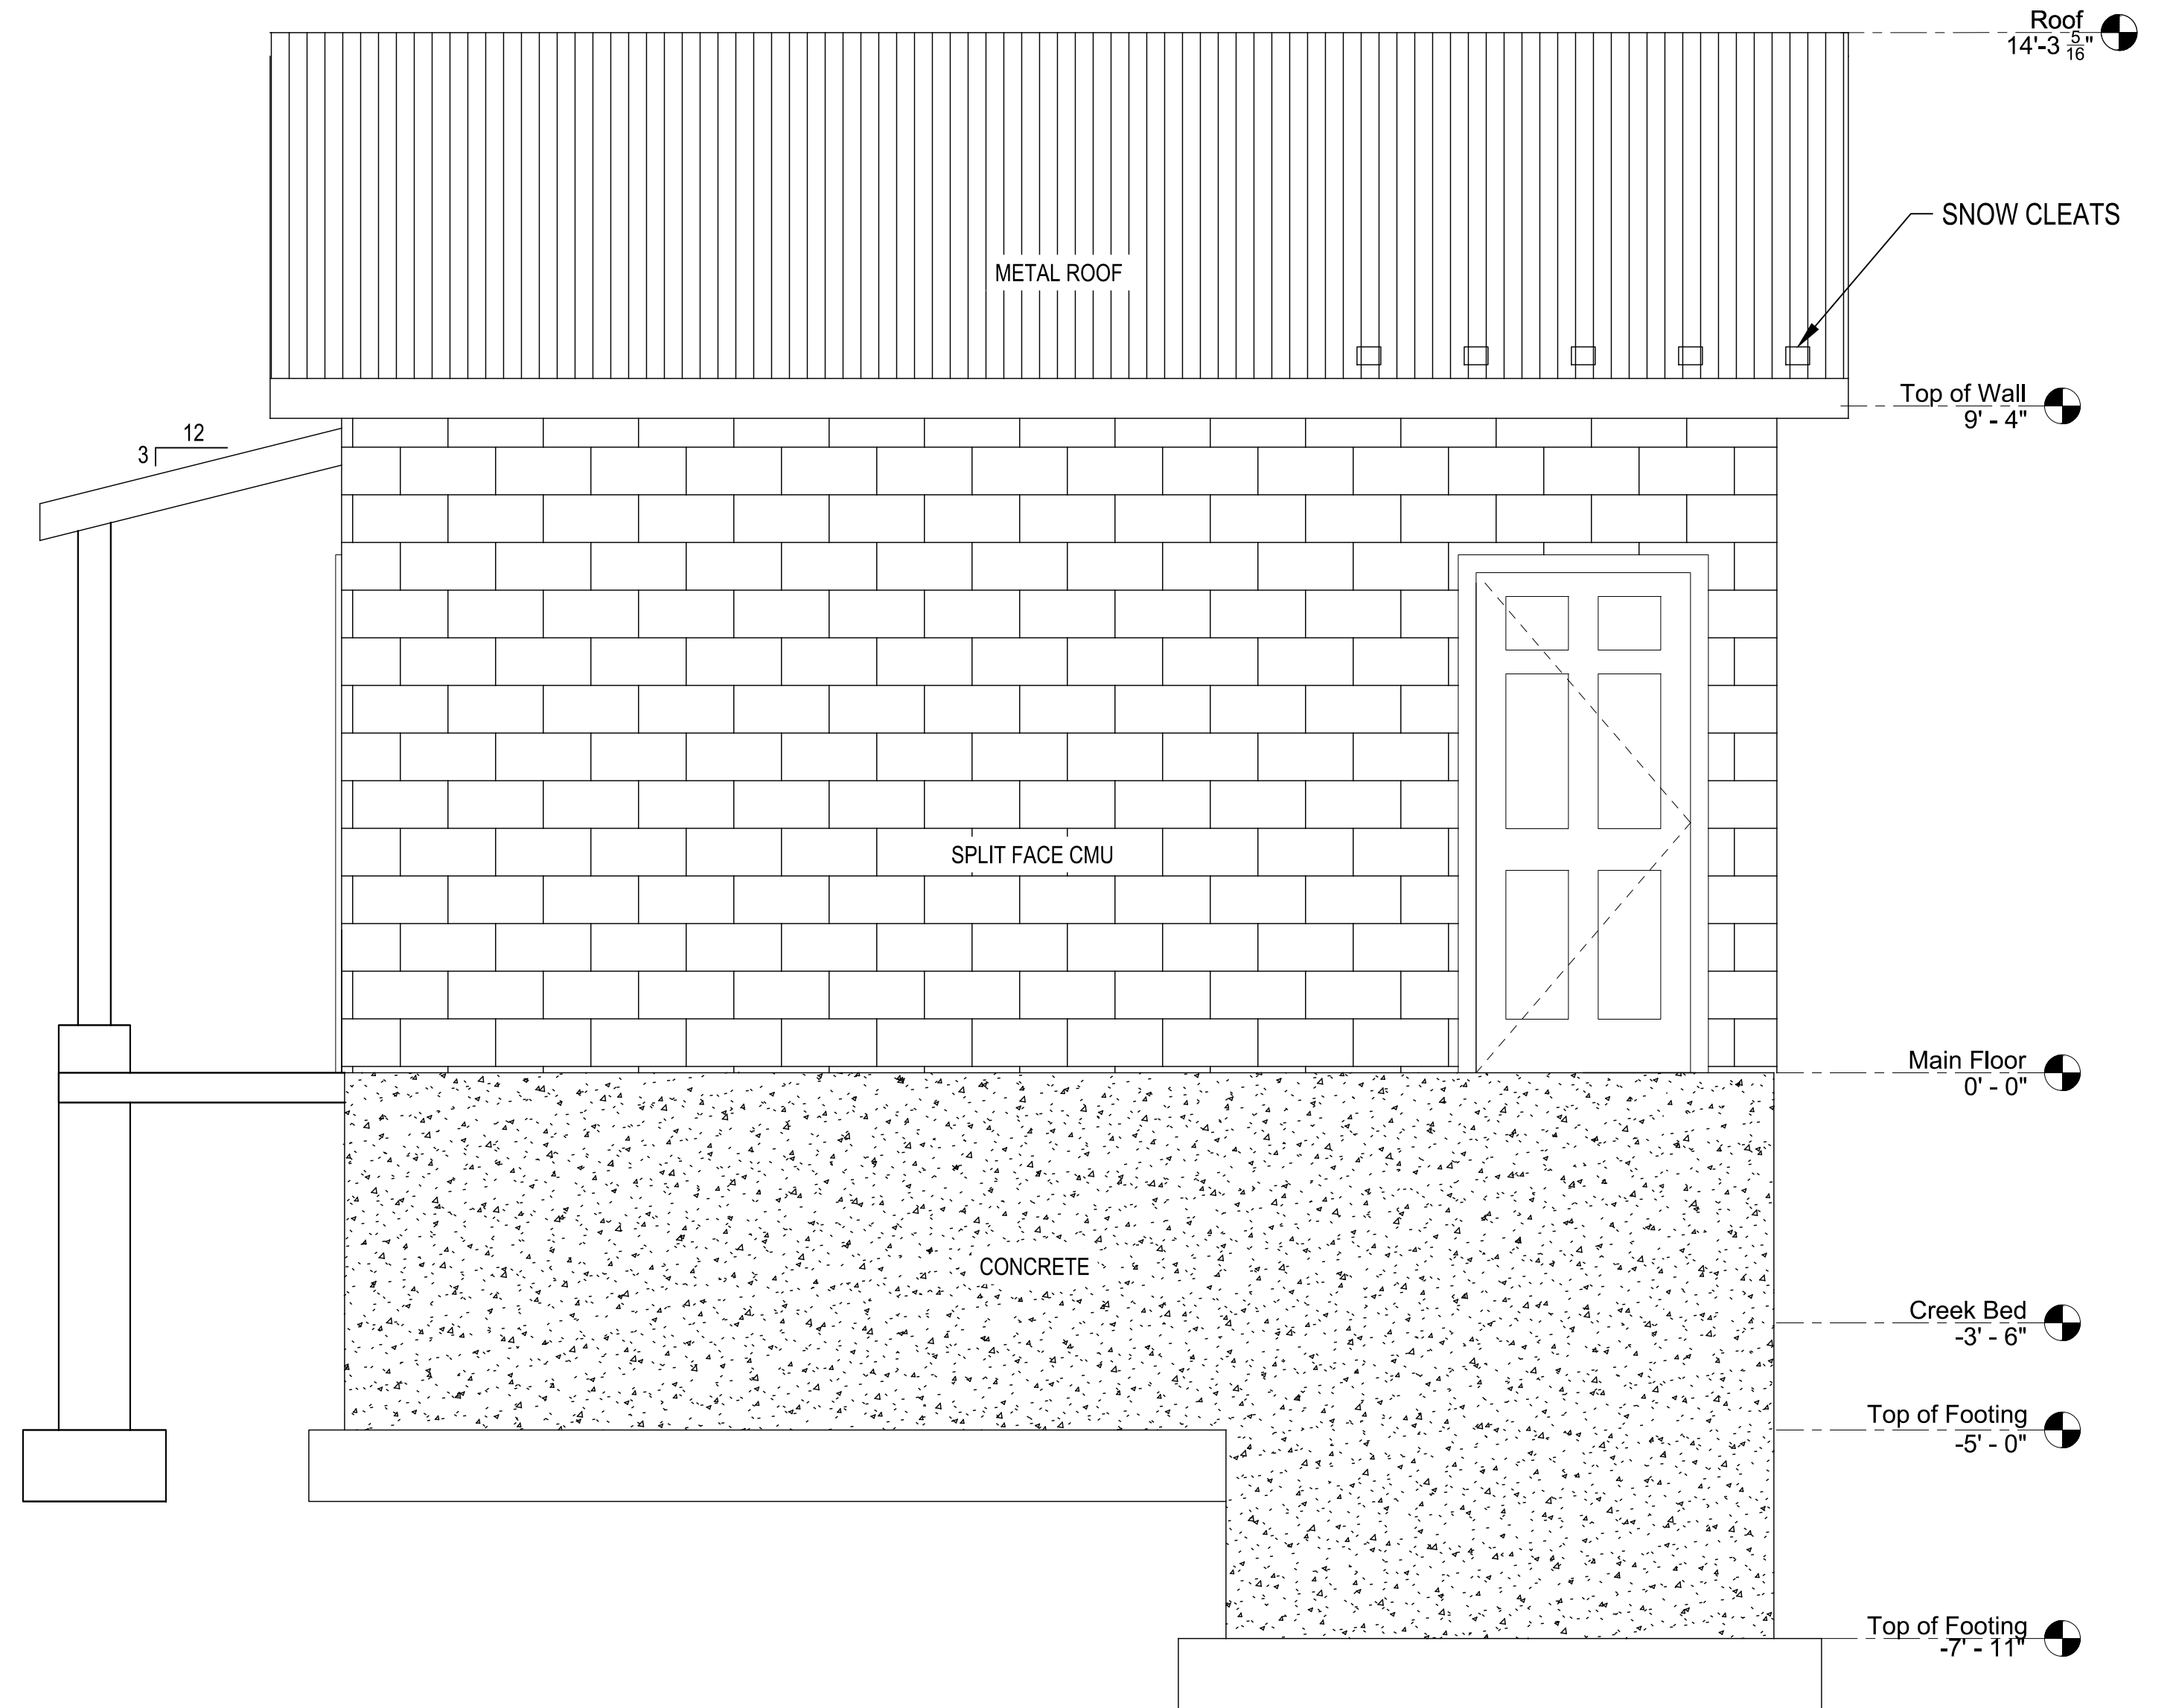 Roof
14'-3 5/16"
SNOW CLEATS
METAL ROOF
Top of Wall
9' - 4"
12
3
SPLIT FACE CMU
Main Floor
0' - 0"
CONCRETE
Creek Bed
-3' - 6"
Top of Footing
-5' - 0"
Top of Footing
-7' - 11"